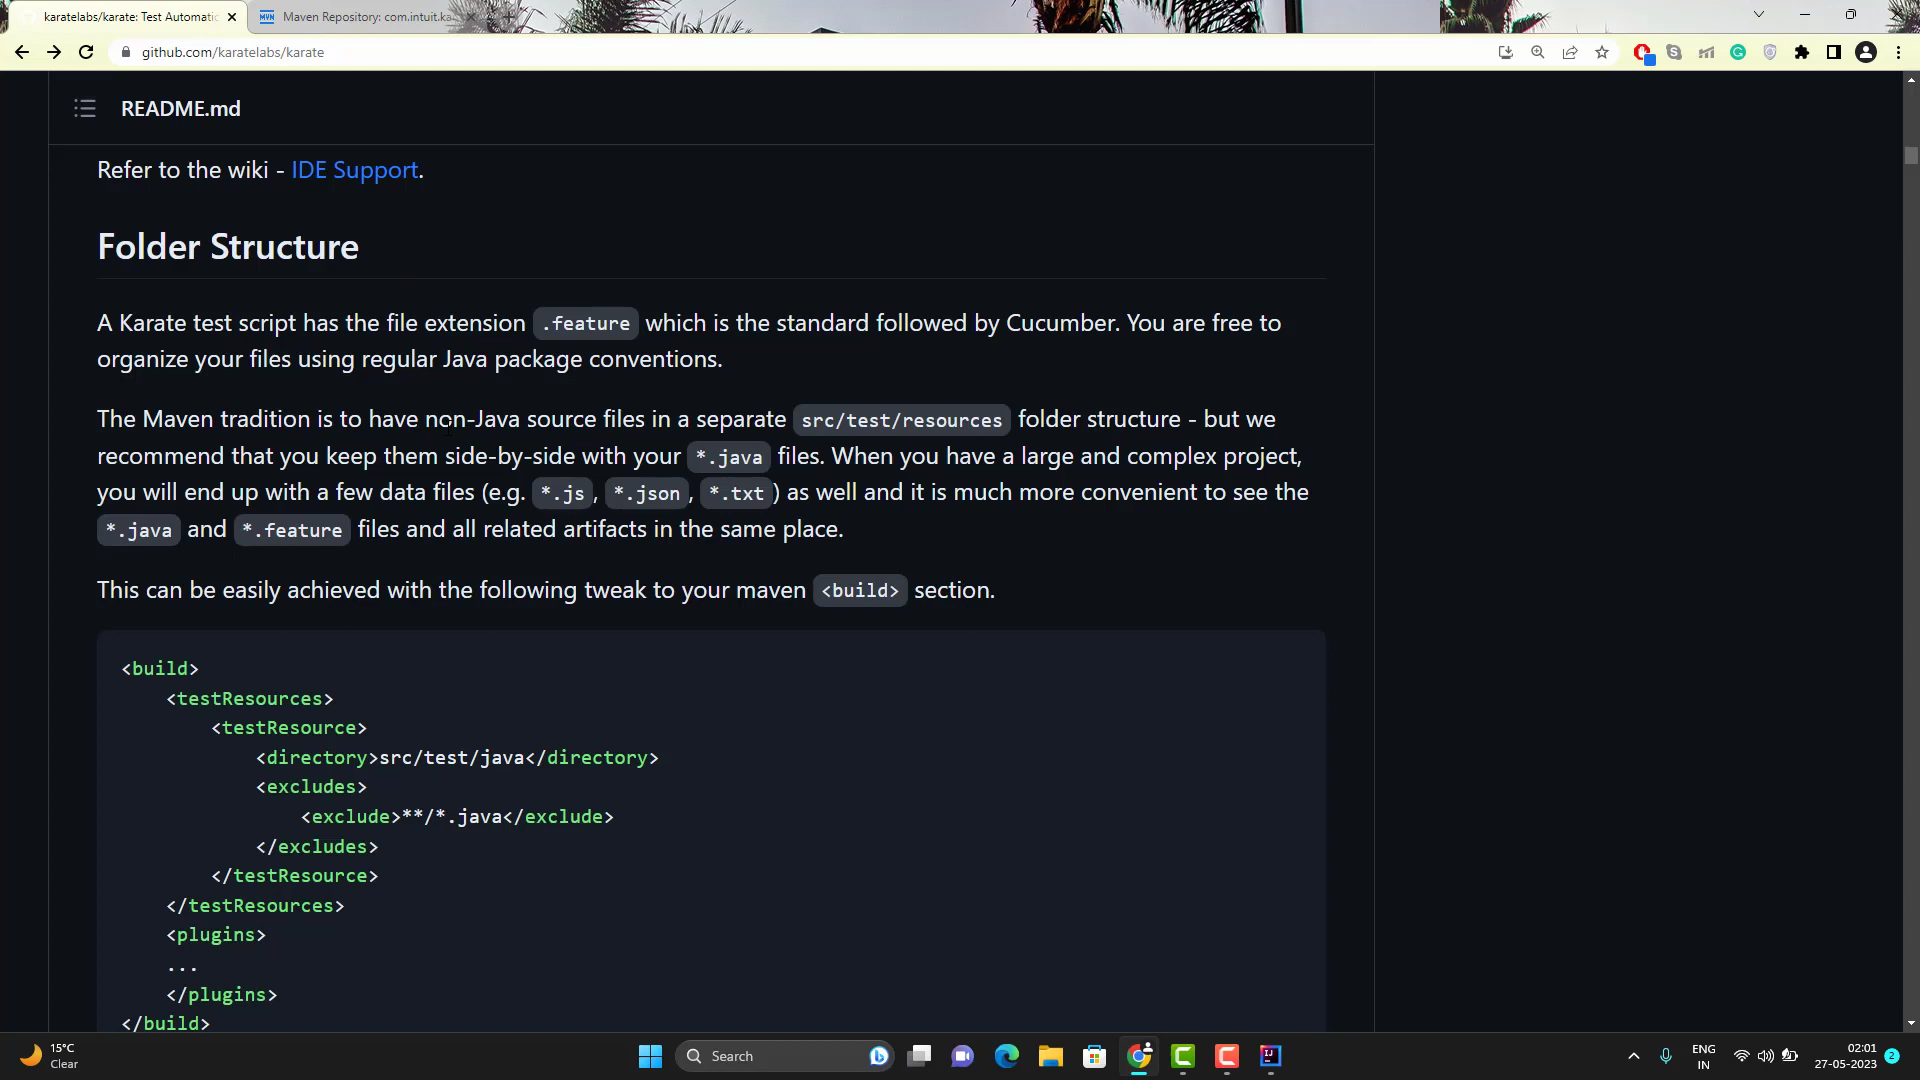 karatelabs/karate: Test Automatic
Maven Repository: com.intuit.ka
github.com/karatelabs/karate
README.md
Refer to the wiki - IDE Support.
Folder Structure
A Karate test script has the file extension .feature which is the standard followed by Cucumber. You are free to
organize your files using regular Java package conventions.
The Maven tradition is to have non-Java source files in a separate src/test/resources folder structure - but we
recommend that you keep them side-by-side with your *.java files. When you have a large and complex project,
you will end up with a few data files (e.g. *.js, *.json, *.txt) as well and it is much more convenient to see the
*.java and *.feature files and all related artifacts in the same place.
This can be easily achieved with the following tweak to your maven <build> section.
<build>
<testResources>
<testResource>
<directory>src/test/java</directory>
<excludes>
<exclude>**/*.java</exclude>
</excludes>
</testResource>
</testResources>
<plugins>
...
</plugins>
</build>
15°C
Clear
Search
ENG
IN
02:01
27-05-2023
2